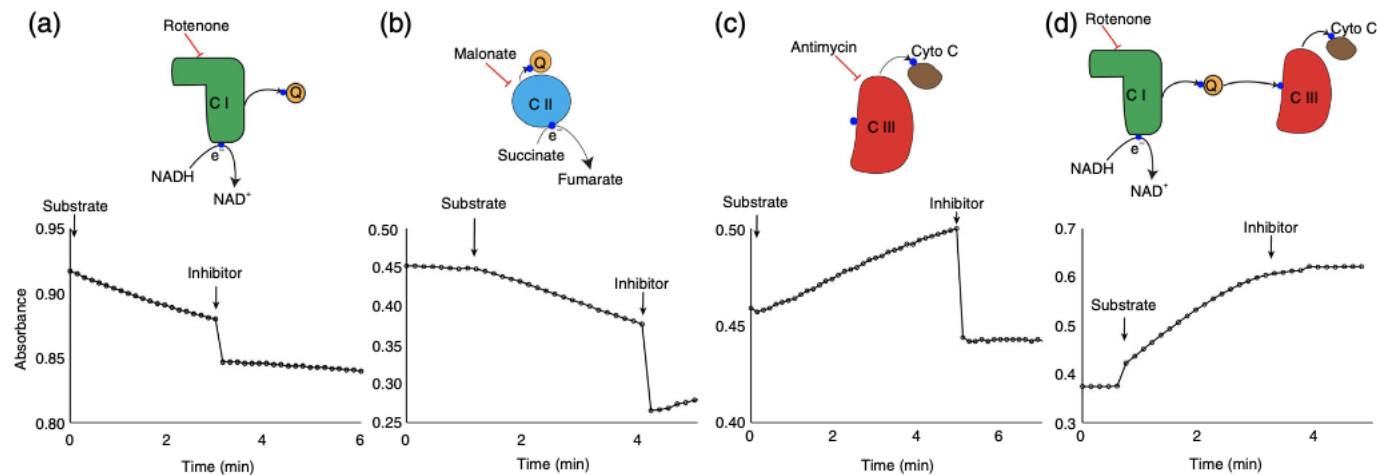 (a)
Rotenone
C I
Q
e⁻
NADH
NAD⁺
Substrate
Inhibitor
Absorbance
0.95
0.90
0.85
0.80
0
2
4
6
Time (min)
(b)
Malonate
Q
C II
e⁻
Succinate
Fumarate
Substrate
Inhibitor
0.50
0.45
0.40
0.35
0.30
0.25
0
2
4
Time (min)
(c)
Antimycin
Cyto C
C III
Substrate
Inhibitor
0.50
0.45
0.40
0
2
4
6
Time (min)
(d)
Rotenone
Cyto C
C I
Q
C III
e⁻
NADH
NAD⁺
Inhibitor
Substrate
0.7
0.6
0.5
0.4
0.3
0
2
4
Time (min)